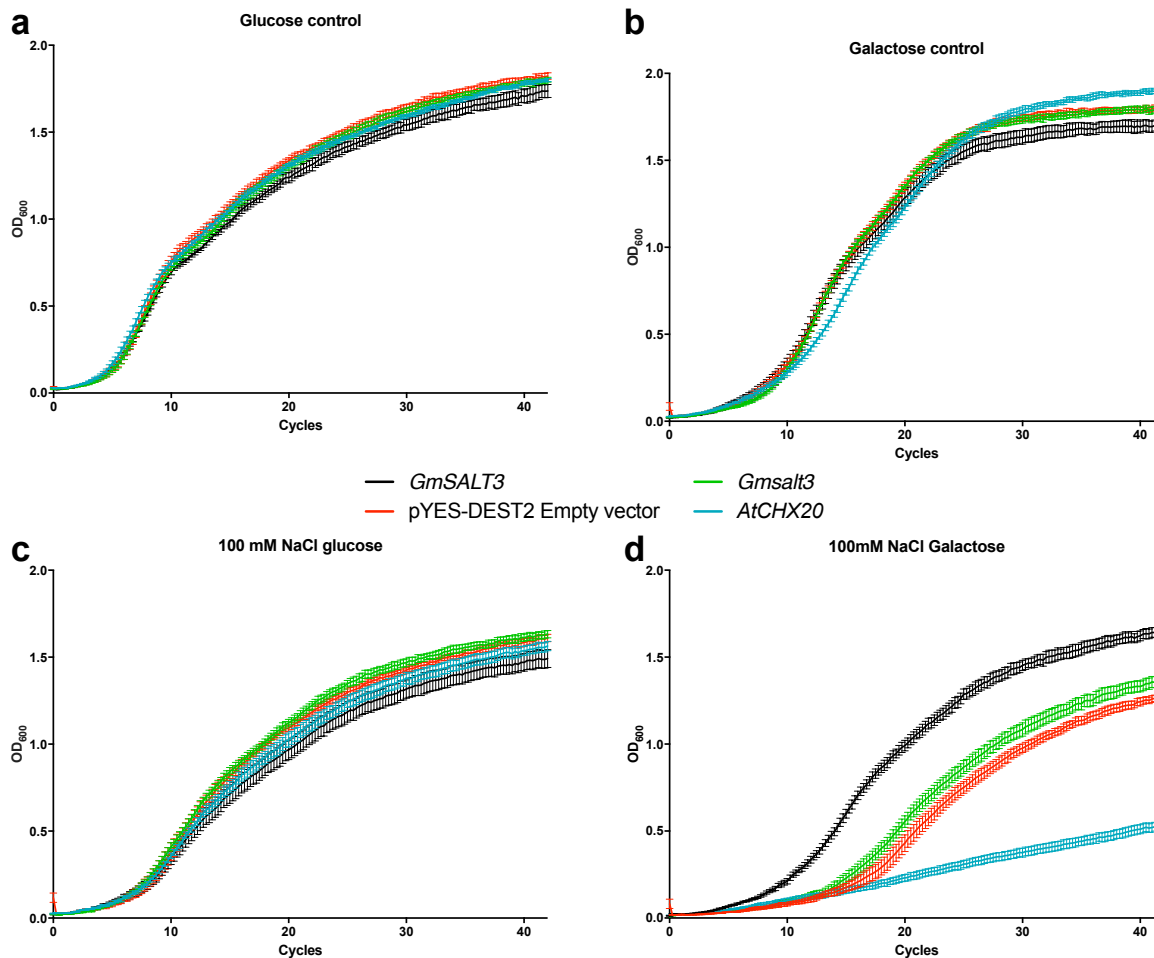 a
Glucose control
2.0
1.5
1.0
0.5
0.0
OD600
0
10
20
30
40
Cycles
b
Galactose control
2.0
1.5
1.0
0.5
0.0
OD600
0
10
20
30
40
Cycles
GmSALT3
Gmsalt3
pYES-DEST2 Empty vector
AtCHX20
c
100 mM NaCl glucose
2.0
1.5
1.0
0.5
0.0
OD600
0
10
20
30
40
Cycles
d
100mM NaCl Galactose
2.0
1.5
1.0
0.5
0.0
OD600
0
10
20
30
40
Cycles